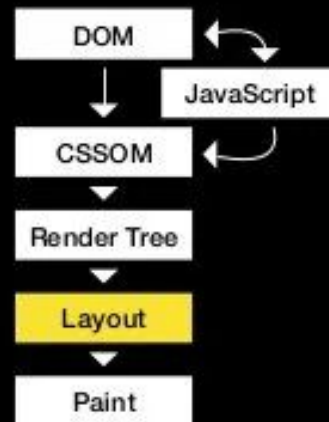 DOM
JavaScript
CSSOM
Render Tree
Layout
Paint